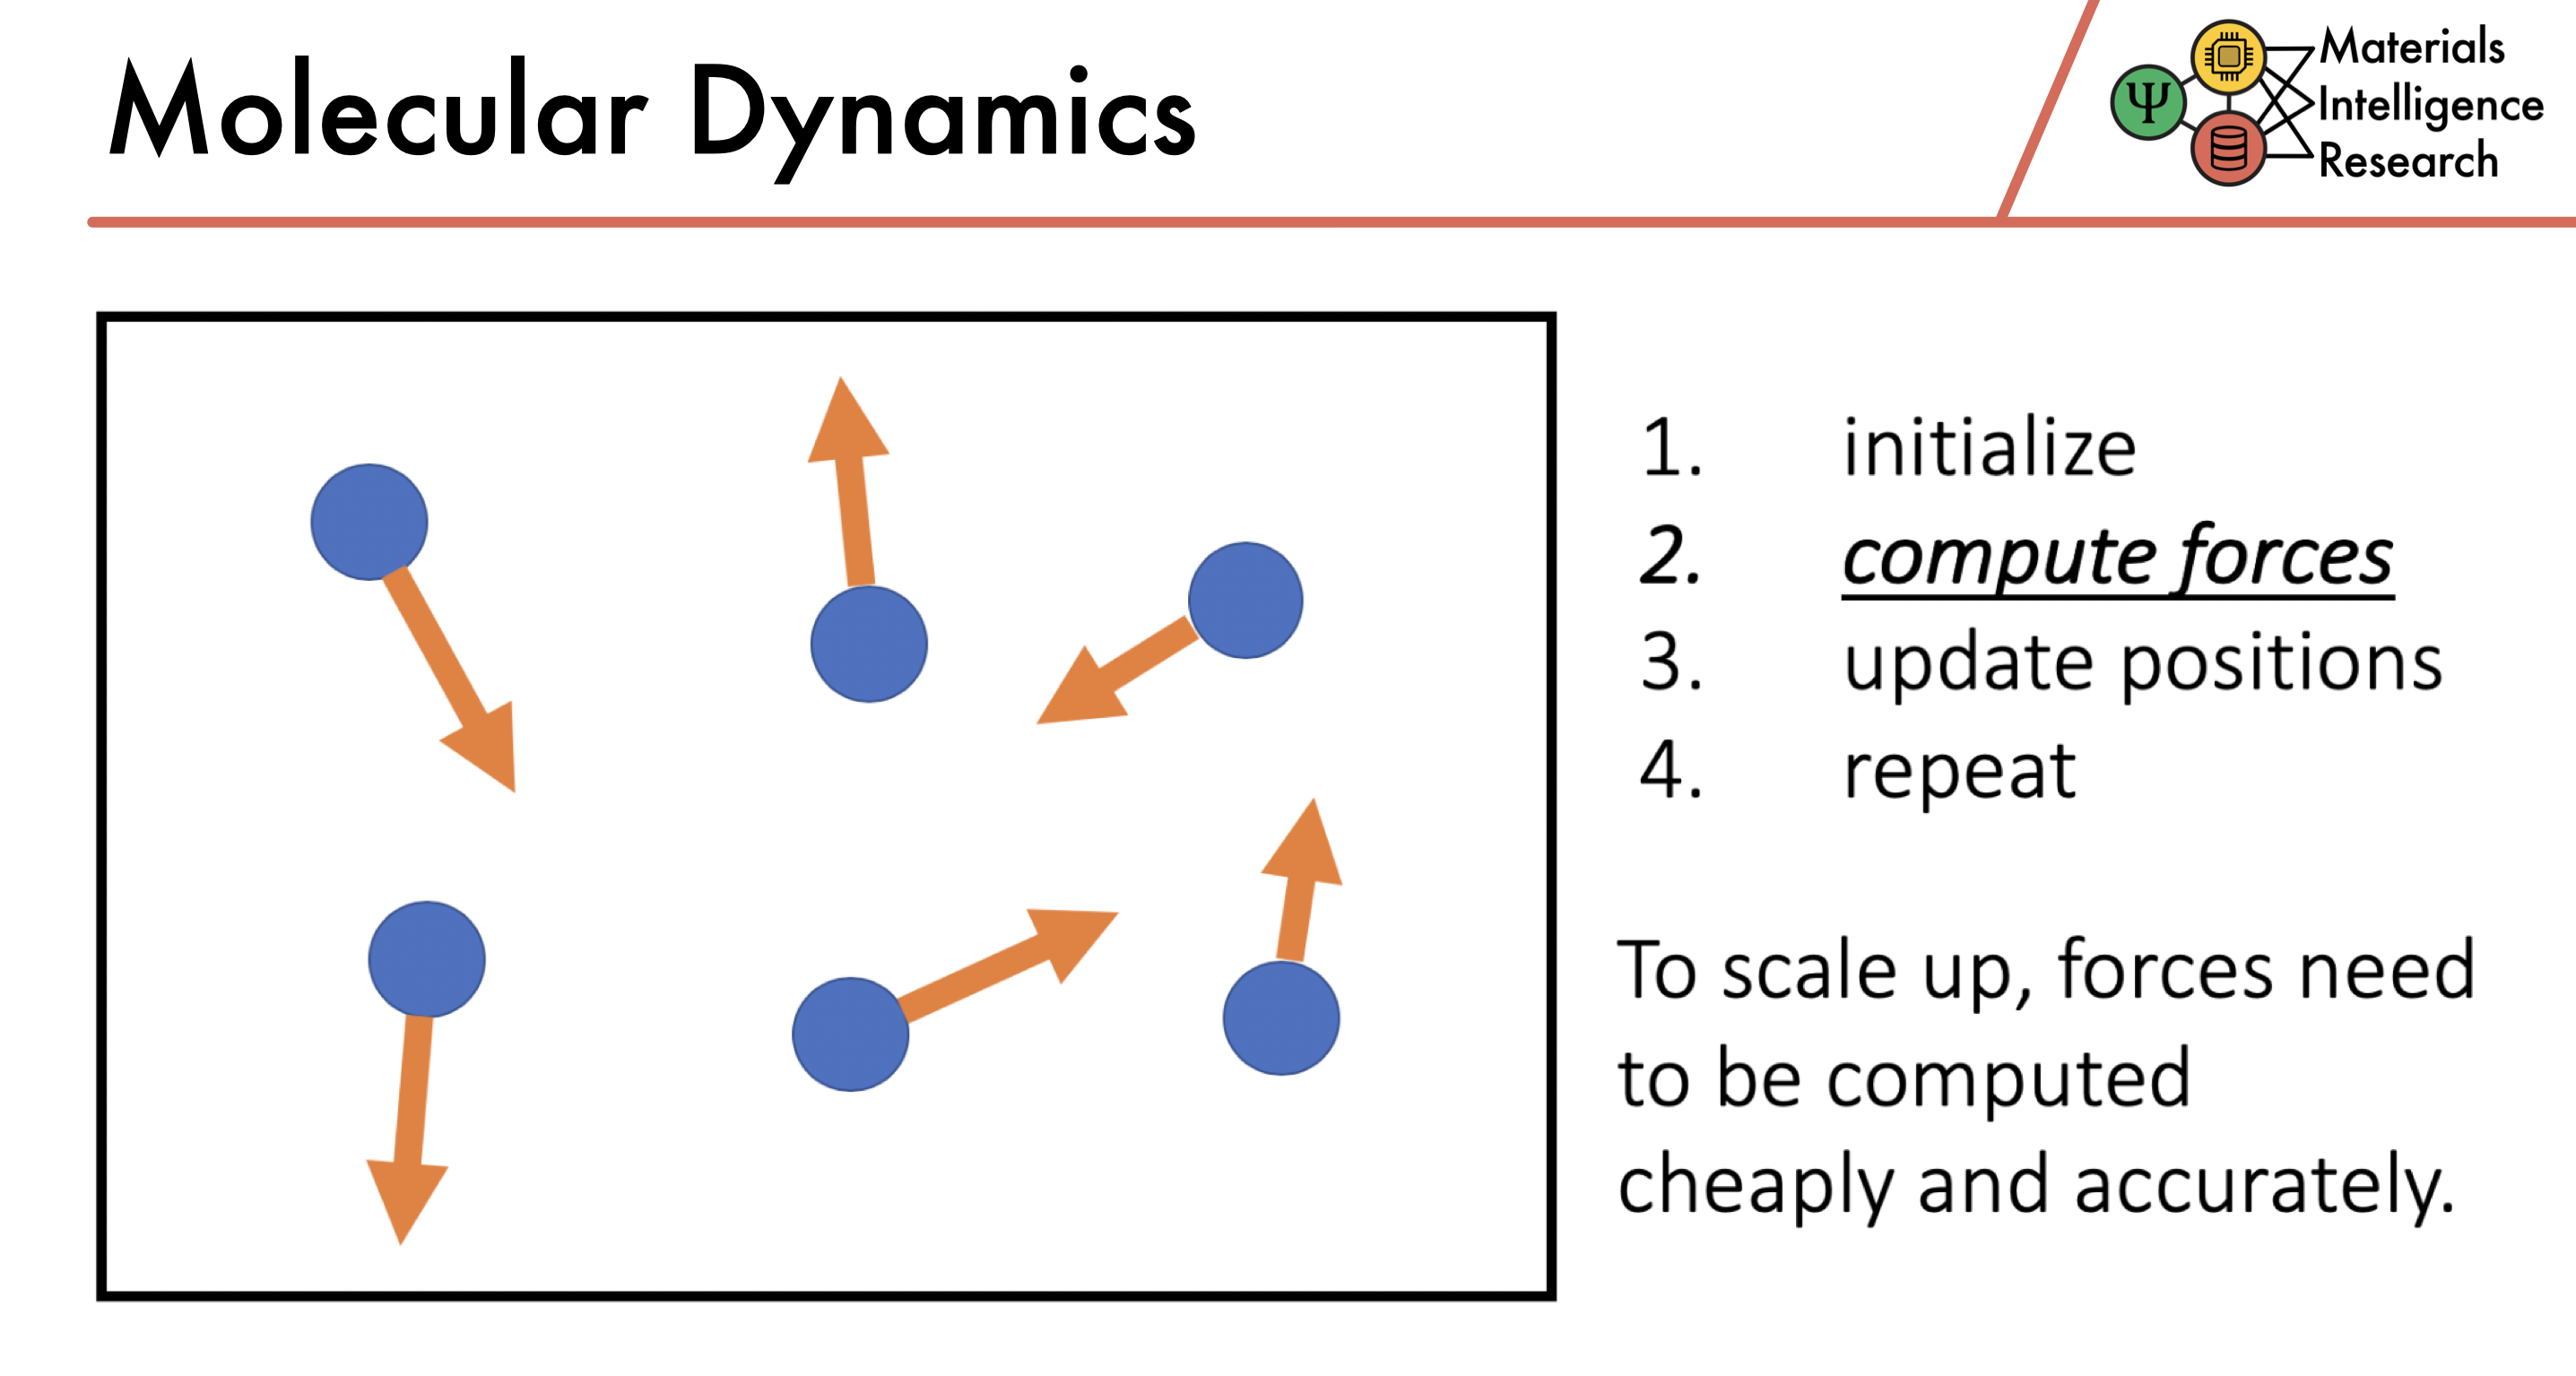 Molecular Dynamics
Ψ
Materials
Intelligence
Research
1. initialize
2. compute forces
3. update positions
4. repeat
To scale up, forces need
to be computed
cheaply and accurately.